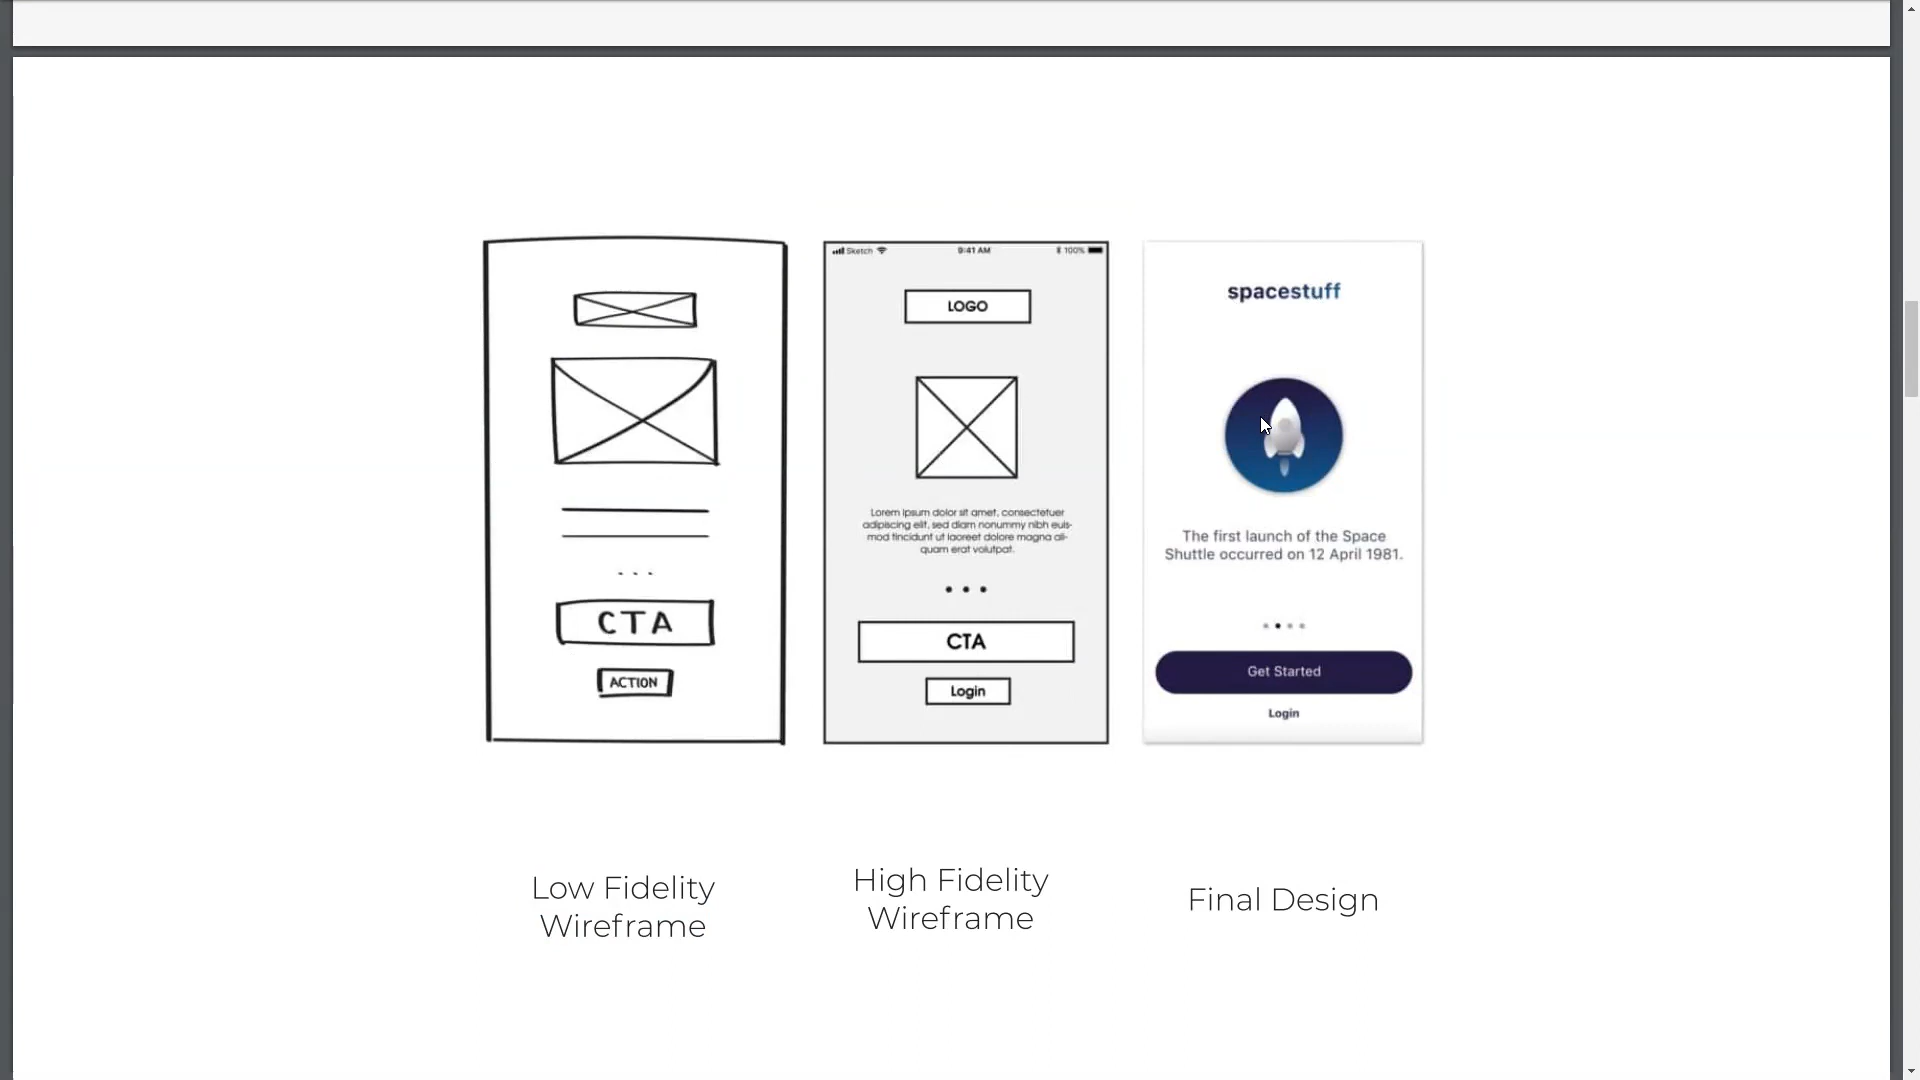 CTA
ACTION
Low Fidelity
Wireframe
Sketch 9:41 AM 100%
LOGO
Lorem ipsum dolor sit amet, consectetuer
adipiscing elit, sed diam nonummy nibh euis-
mod tincidunt ut laoreet dolore magna ali-
quam erat volutpat.
CTA
Login
High Fidelity
Wireframe
spacestuff
The first launch of the Space
Shuttle occurred on 12 April 1981.
Get Started
Login
Final Design